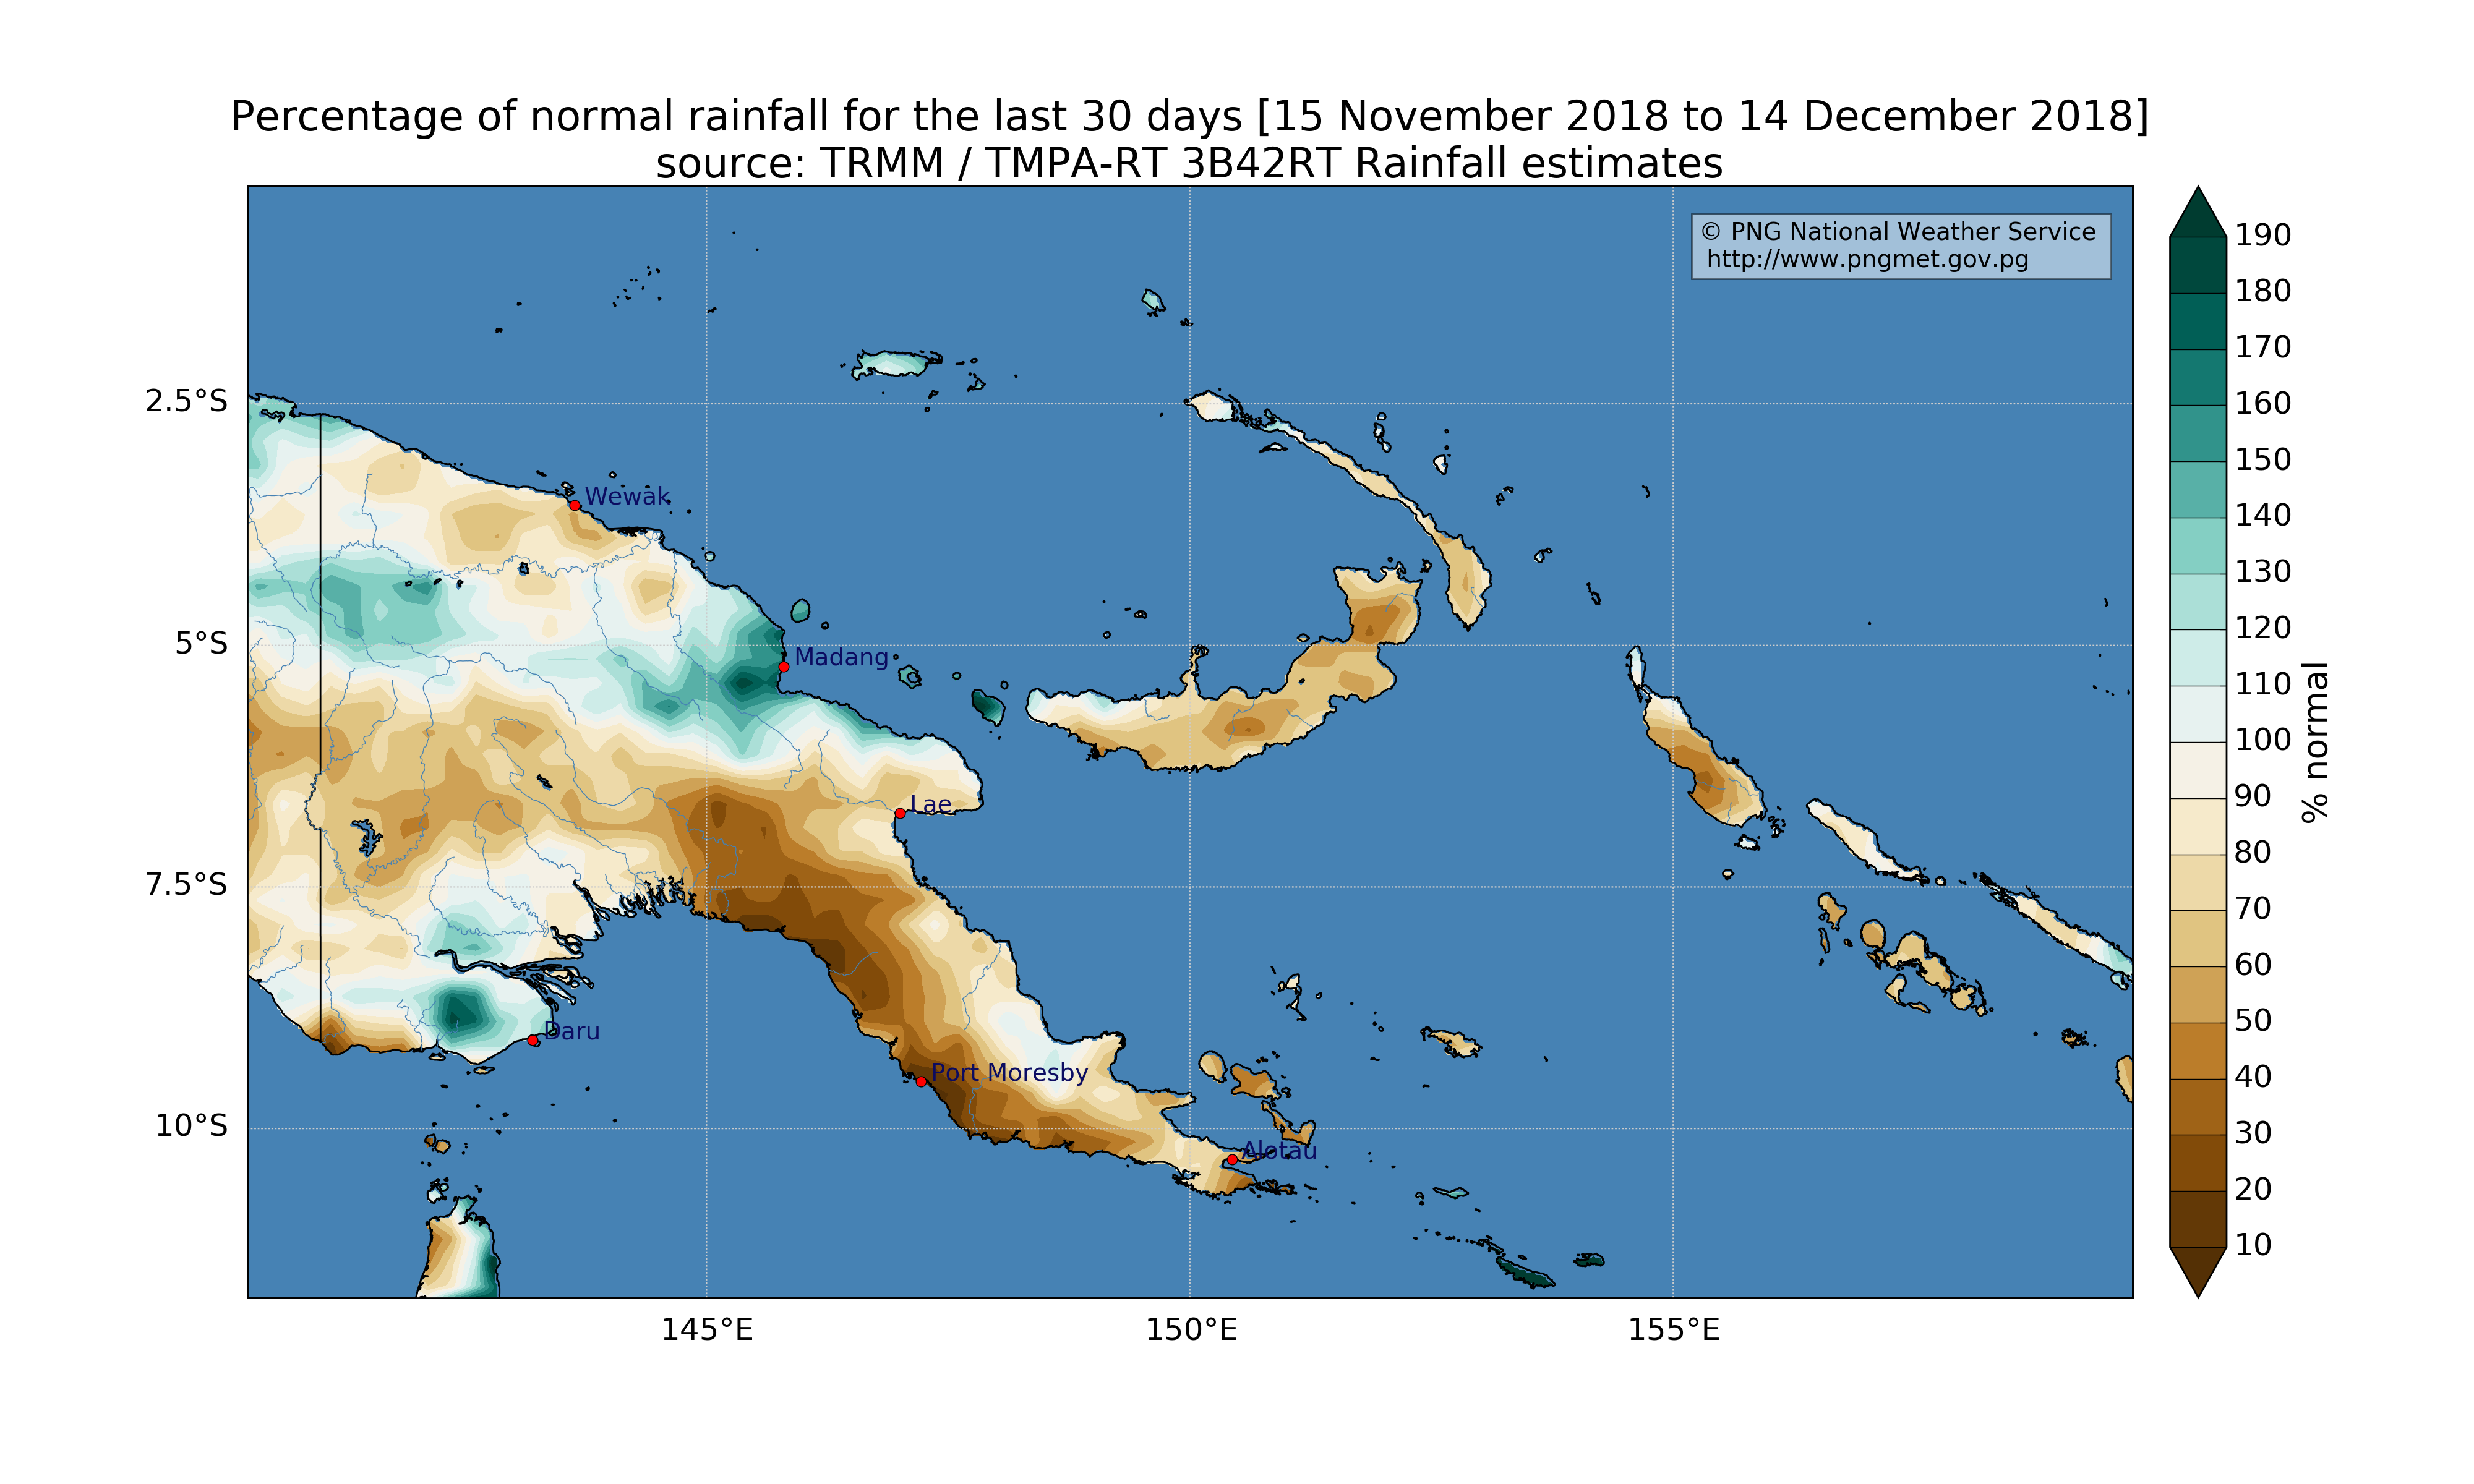 Percentage of normal rainfall for the last 30 days [15 November 2018 to 14 December 2018]
source: TRMM / TMPA-RT 3B42RT Rainfall estimates
© PNG National Weather Service
http://www.pngmet.gov.pg
2.5°S
5°S
7.5°S
10°S
Wewak
Madang
Lae
Daru
Port Moresby
Alotau
145°E
150°E
155°E
190
180
170
160
150
140
130
120
110
100
90
80
70
60
50
40
30
20
10
% normal